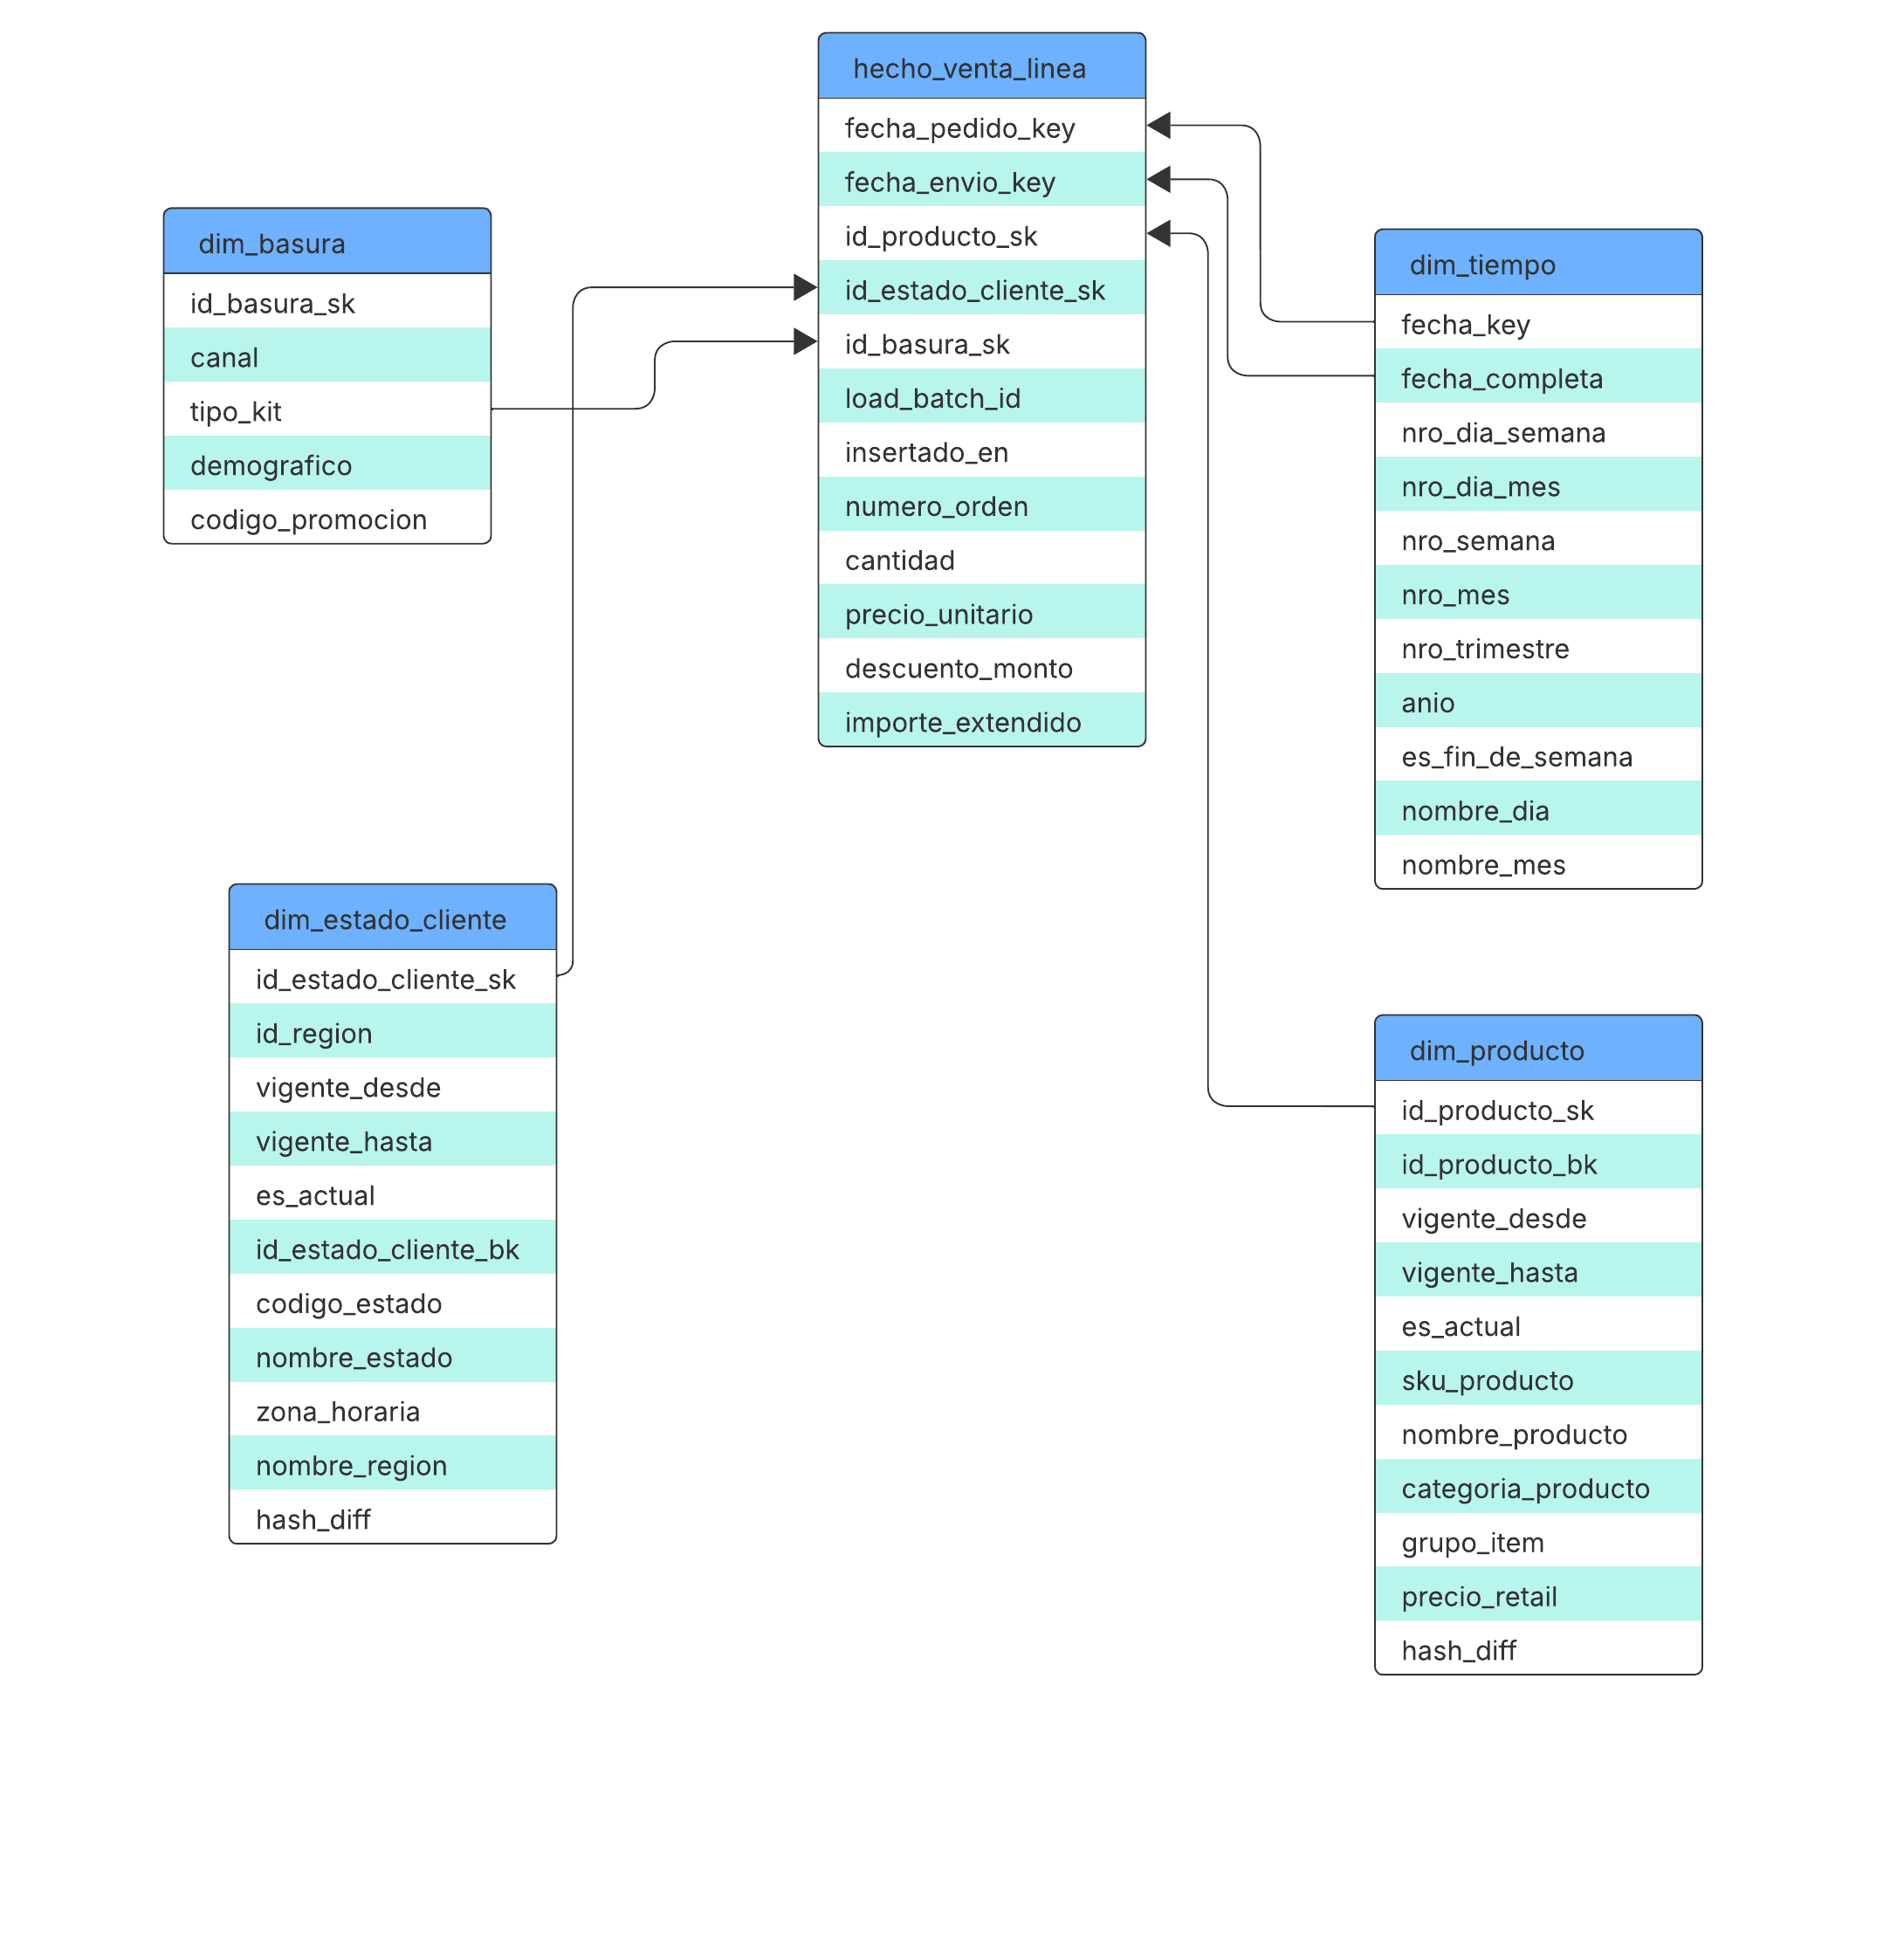 hecho_venta_linea
fecha_pedido_key
fecha_envio_key
id_producto_sk
id_estado_cliente_sk
id_basura_sk
load_batch_id
insertado_en
numero_orden
cantidad
precio_unitario
descuento_monto
importe_extendido
dim_basura
id_basura_sk
canal
tipo_kit
demografico
codigo_promocion
dim_tiempo
fecha_key
fecha_completa
nro_dia_semana
nro_dia_mes
nro_semana
nro_mes
nro_trimestre
anio
es_fin_de_semana
nombre_dia
nombre_mes
dim_estado_cliente
id_estado_cliente_sk
id_region
vigente_desde
vigente_hasta
es_actual
id_estado_cliente_bk
codigo_estado
nombre_estado
zona_horaria
nombre_region
hash_diff
dim_producto
id_producto_sk
id_producto_bk
vigente_desde
vigente_hasta
es_actual
sku_producto
nombre_producto
categoria_producto
grupo_item
precio_retail
hash_diff